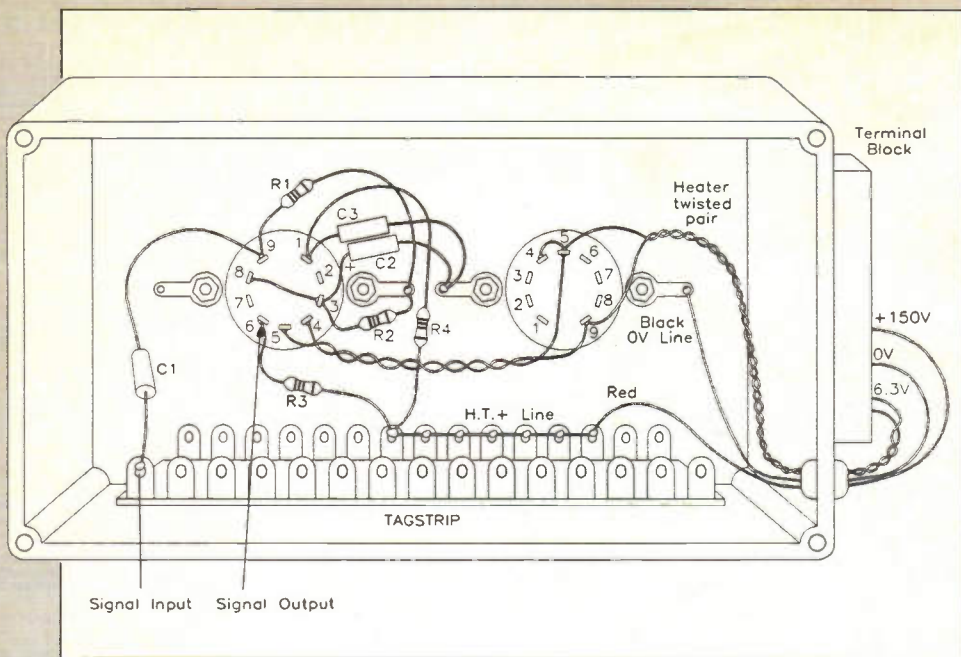 Terminal
Block
Heater
twisted
pair
R1
C3
C2
+
9
1
8
2
7
3
6
5
4
R2
R4
5
4
6
3
7
2
8
1
9
Black
0V Line
+150V
0V
6.3V
C1
R3
H.T.+ Line
Red
TAGSTRIP
Signal Input
Signal Output